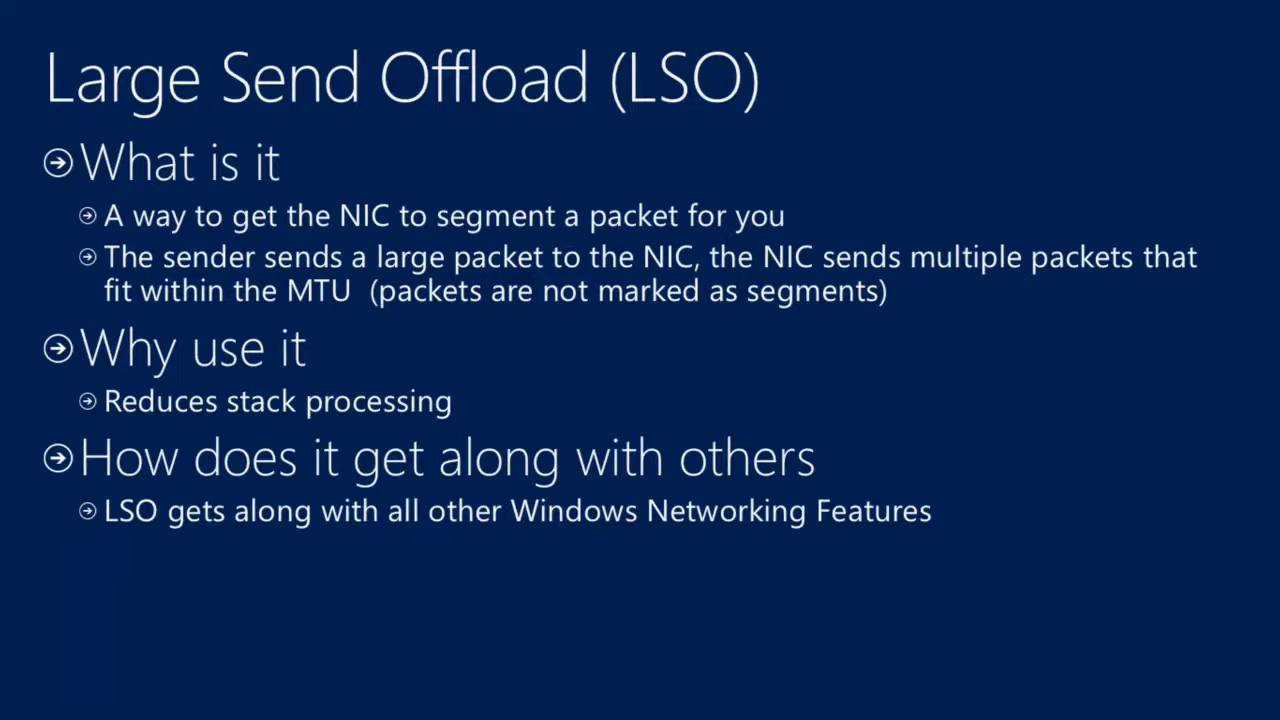 Large Send Offload (LSO)
What is it
A way to get the NIC to segment a packet for you
The sender sends a large packet to the NIC, the NIC sends multiple packets that
fit within the MTU  (packets are not marked as segments)
Why use it
Reduces stack processing
How does it get along with others
LSO gets along with all other Windows Networking Features